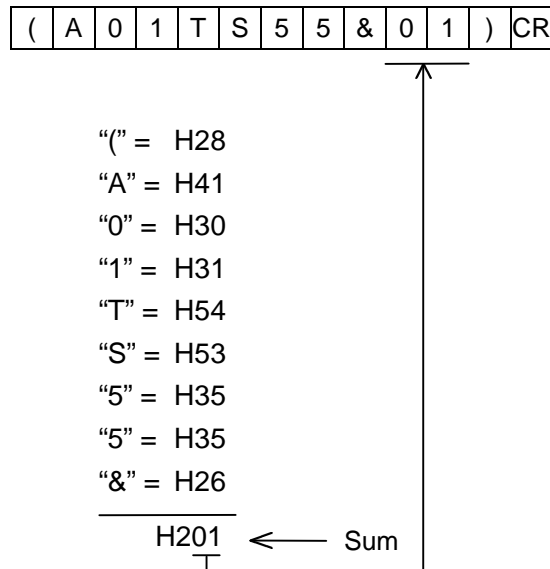 ( A 0 1 T S 5 5 & 0 1 ) CR
“(” = H28
“A” = H41
“0” = H30
“1” = H31
“T” = H54
“S” = H53
“5” = H35
“5” = H35
“&” = H26
H201 Sum